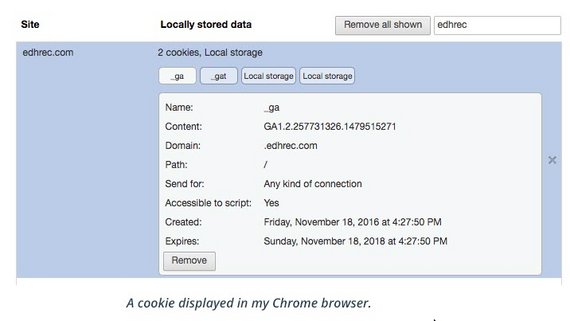 Site Locally stored data Remove all shown edhrec
edhrec.com 2 cookies, Local storage
_ga _gat Local storage Local storage
Name: _ga
Content: GA1.2.257731326.1479515271
Domain: .edhrec.com
Path: /
Send for: Any kind of connection
Accessible to script: Yes
Created: Friday, November 18, 2016 at 4:27:50 PM
Expires: Sunday, November 18, 2018 at 4:27:50 PM
Remove
A cookie displayed in my Chrome browser.